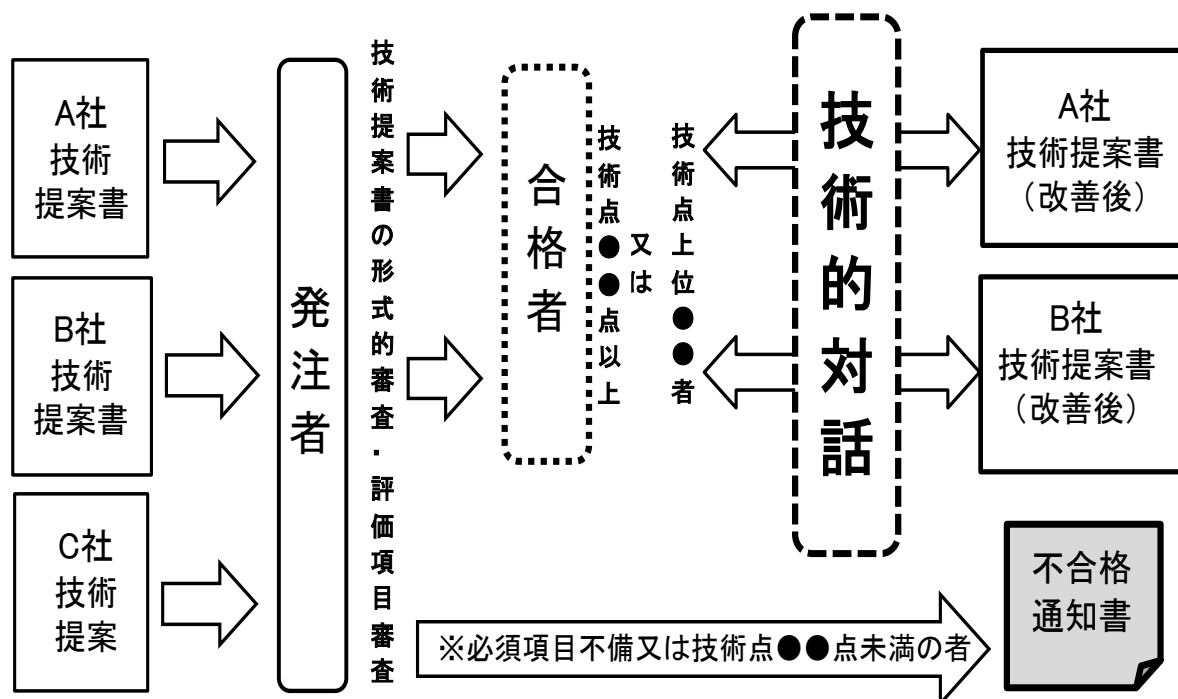 A社
技術
提案書
B社
技術
提案書
C社
技術
提案
発注者
技術提案書の形式的審査・評価項目審査
合格者
技術点●●点以上
又は
技術点上位●●者
技術的対話
A社
技術提案書
（改善後）
B社
技術提案書
（改善後）
※必須項目不備又は技術点●●点未満の者
不合格
通知書